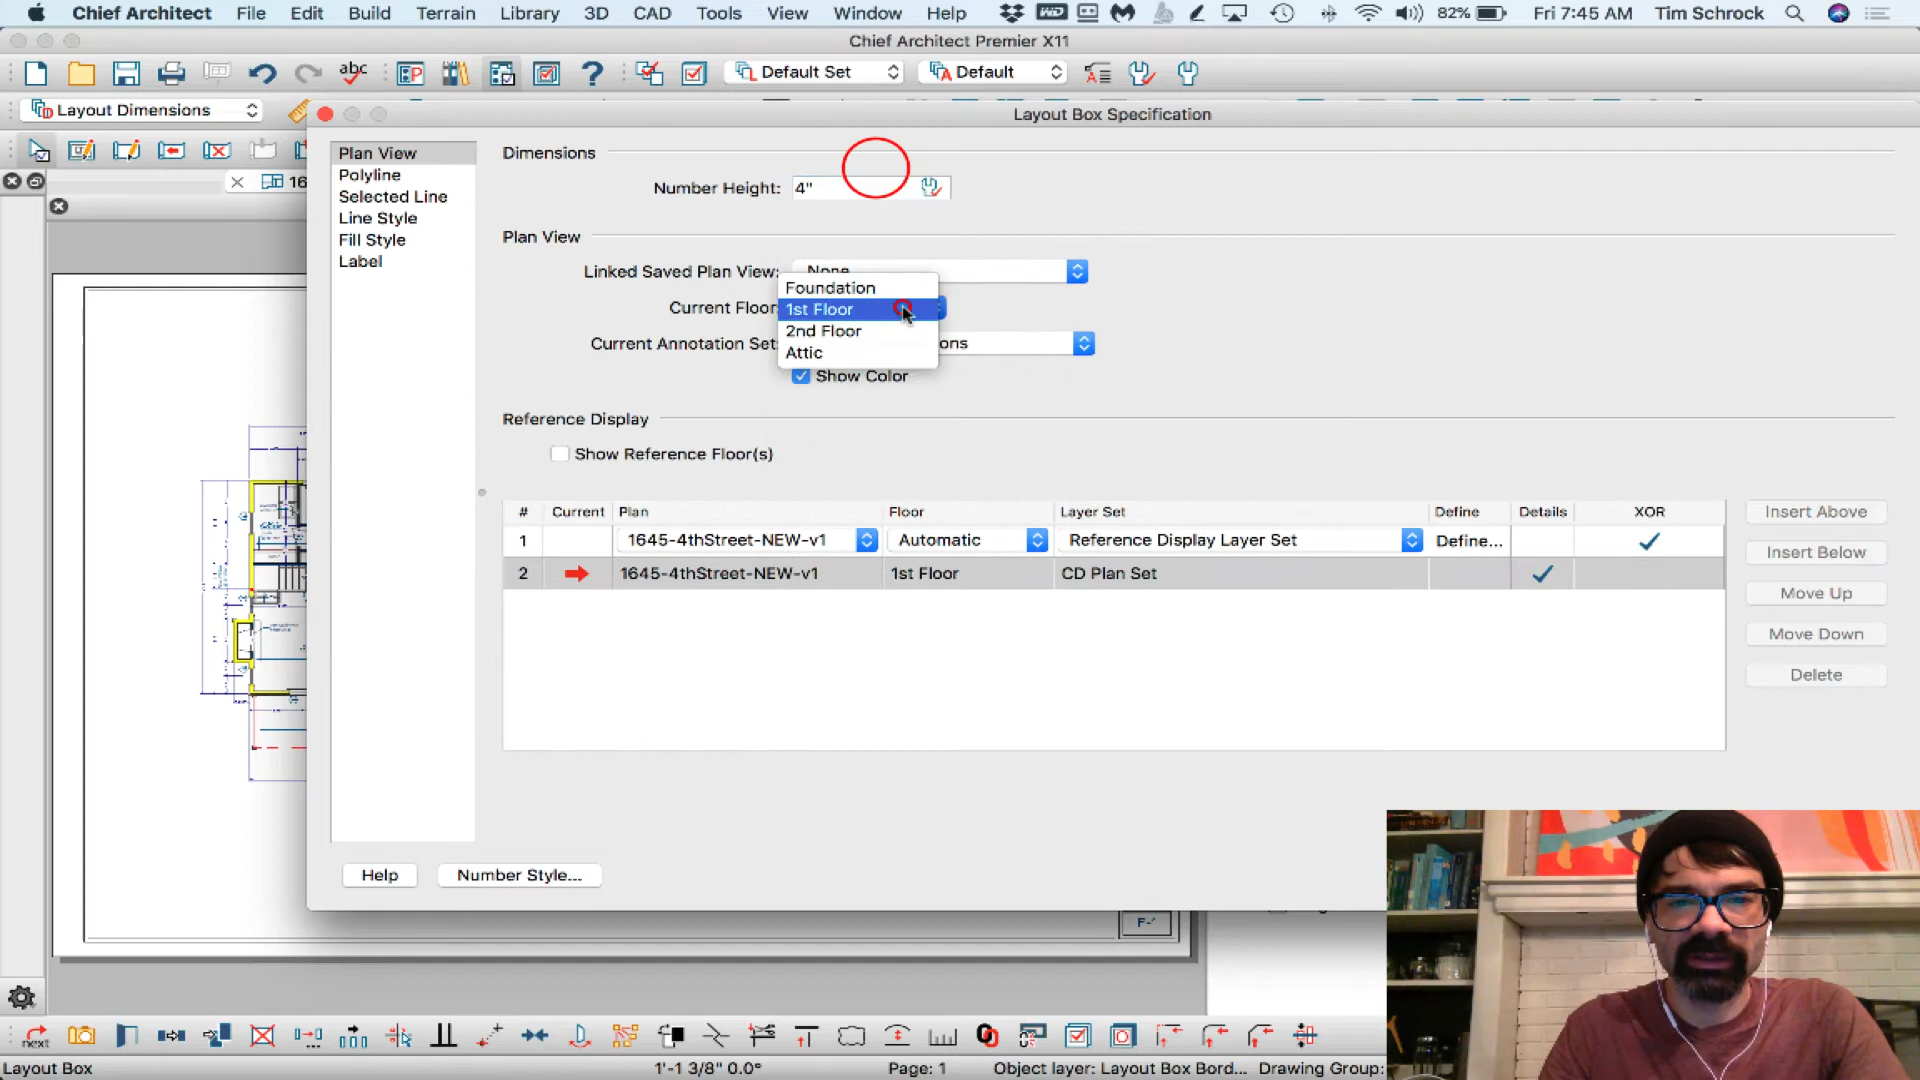 Chief Architect File Edit Build Terrain Library 3D CAD Tools View Window Help 82% Fri 7:45 AM Tim Schrock
Chief Architect Premier X11
abc Default Set Default
Layout Dimensions
Layout Box Specification
16
Plan View
Polyline
Selected Line
Line Style
Fill Style
Label
Dimensions
Number Height: 4"
Plan View
Linked Saved Plan View: None
Current Floor:
Foundation
1st Floor
2nd Floor
Attic
Current Annotation Set: ons
Show Color
Reference Display
Show Reference Floor(s)
# Current Plan Floor Layer Set Define Details XOR
1 1645-4thStreet-NEW-v1 Automatic Reference Display Layer Set Define...
2 1645-4thStreet-NEW-v1 1st Floor CD Plan Set
Insert Above
Insert Below
Move Up
Move Down
Delete
Help Number Style...
next
Layout Box 1'-1 3/8" 0.0° Page: 1 Object layer: Layout Box Bord... Drawing Group: